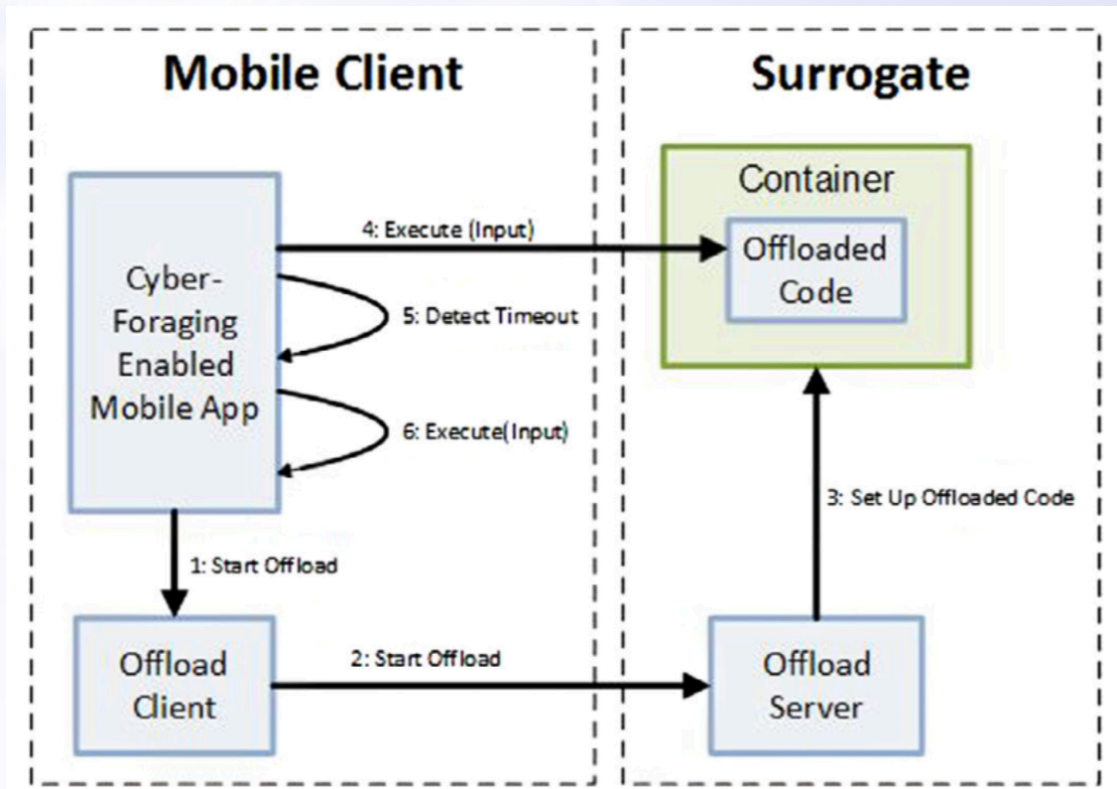 Mobile Client
Surrogate
Container
4: Execute (Input)
Offloaded
Code
Cyber-
Foraging
Enabled
Mobile App
5: Detect Timeout
6: Execute(Input)
3: Set Up Offloaded Code
1: Start Offload
Offload
Client
2: Start Offload
Offload
Server